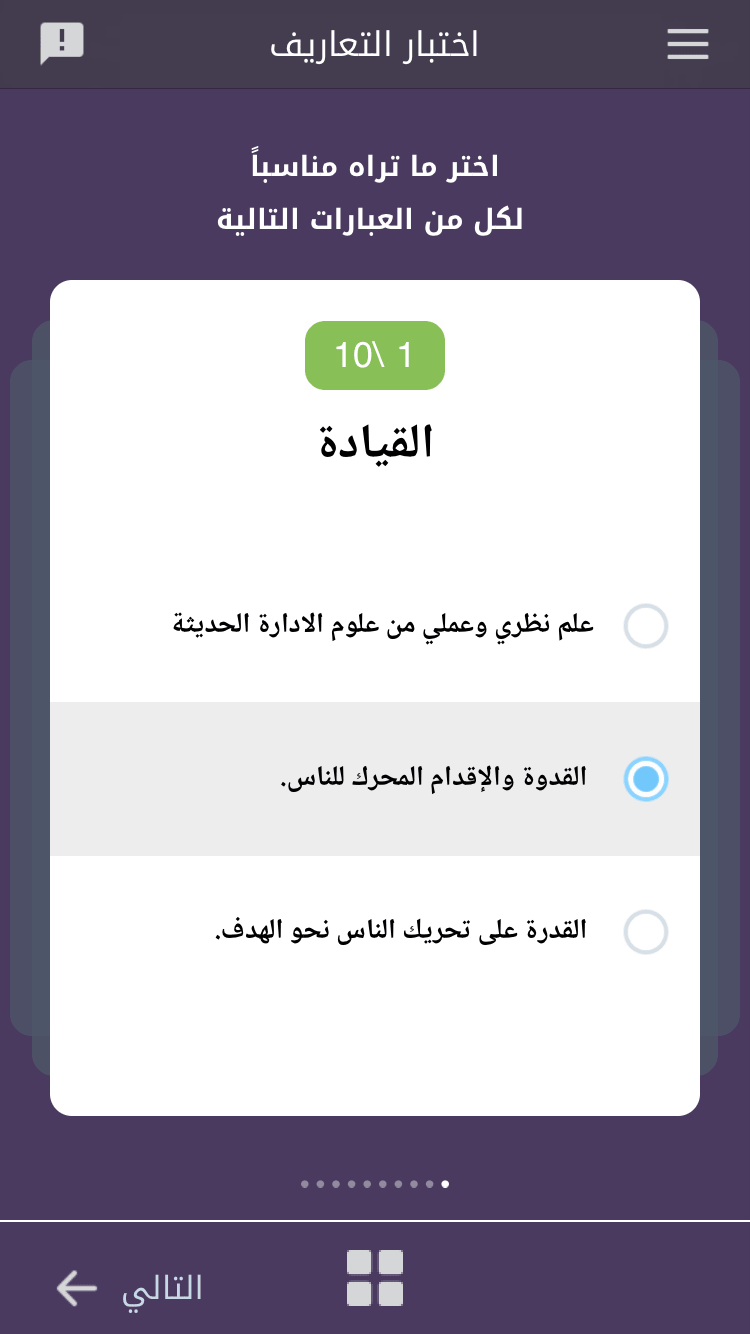 اختبار التعاريف
اختر ما تراه مناسباً
لكل من العبارات التالية
10\ 1
القيادة
علم نظري وعملي من علوم الادارة الحديثة
القدوة والإقدام المحرك للناس.
القدرة على تحريك الناس نحو الهدف.
التالي